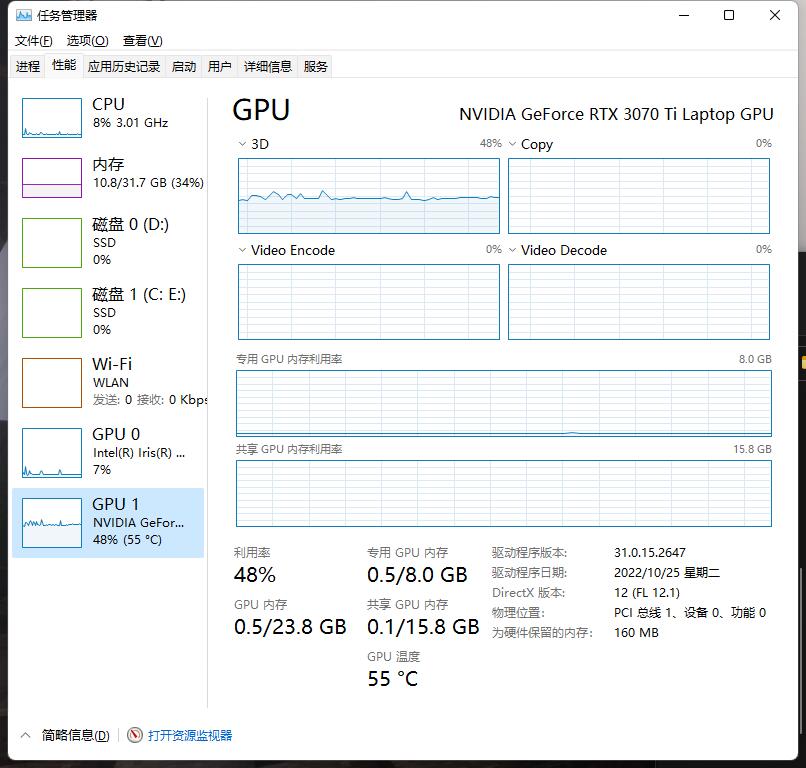 任务管理器
文件(F) 选项(O) 查看(V)
进程 性能 应用历史记录 启动 用户 详细信息 服务
CPU
8% 3.01 GHz
内存
10.8/31.7 GB (34%)
磁盘 0 (D:)
SSD
0%
磁盘 1 (C: E:)
SSD
0%
Wi-Fi
WLAN
发送: 0 接收: 0 Kbps
GPU 0
Intel(R) Iris(R) ...
7%
GPU 1
NVIDIA GeFor...
48% (55 °C)
GPU
NVIDIA GeForce RTX 3070 Ti Laptop GPU
3D 48%
Copy 0%
Video Encode 0%
Video Decode 0%
专用 GPU 内存利用率 8.0 GB
共享 GPU 内存利用率 15.8 GB
利用率
48%
专用 GPU 内存
0.5/8.0 GB
GPU 内存
0.5/23.8 GB
共享 GPU 内存
0.1/15.8 GB
GPU 温度
55 °C
驱动程序版本: 31.0.15.2647
驱动程序日期: 2022/10/25 星期二
DirectX 版本: 12 (FL 12.1)
物理位置: PCI 总线 1、设备 0、功能 0
为硬件保留的内存: 160 MB
简略信息(D)
打开资源监视器